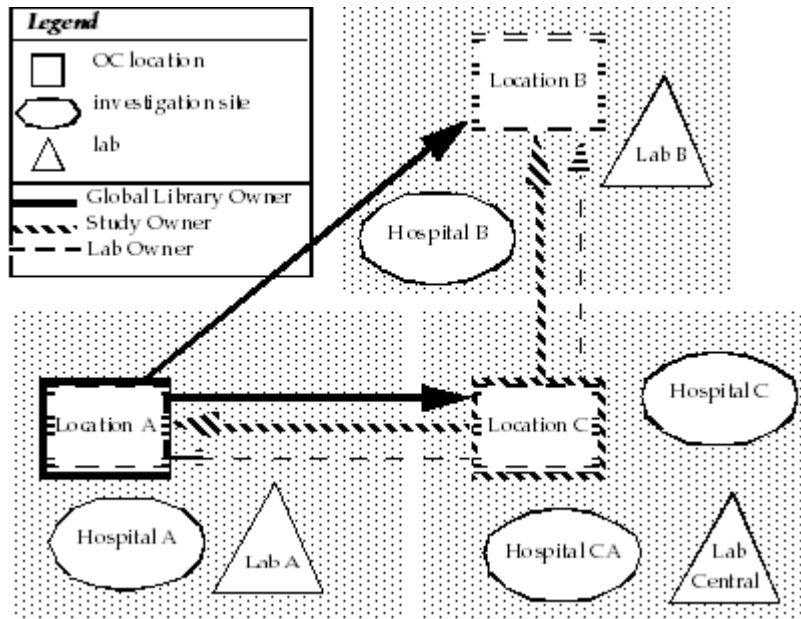 Legend
OC location
investigation site
lab
Global Library Owner
Study Owner
Lab Owner
Location B
Lab B
Hospital B
Location A
Location C
Hospital C
Hospital A
Lab A
Hospital CA
Lab
Central